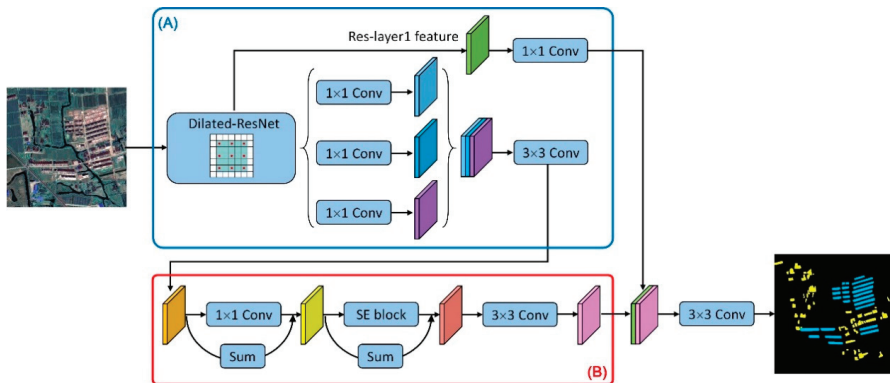 (A)
Res-layer1 feature
1×1 Conv
Dilated-ResNet
1×1 Conv
1×1 Conv
3×3 Conv
1×1 Conv
1×1 Conv
SE block
3×3 Conv
3×3 Conv
Sum
Sum
(B)